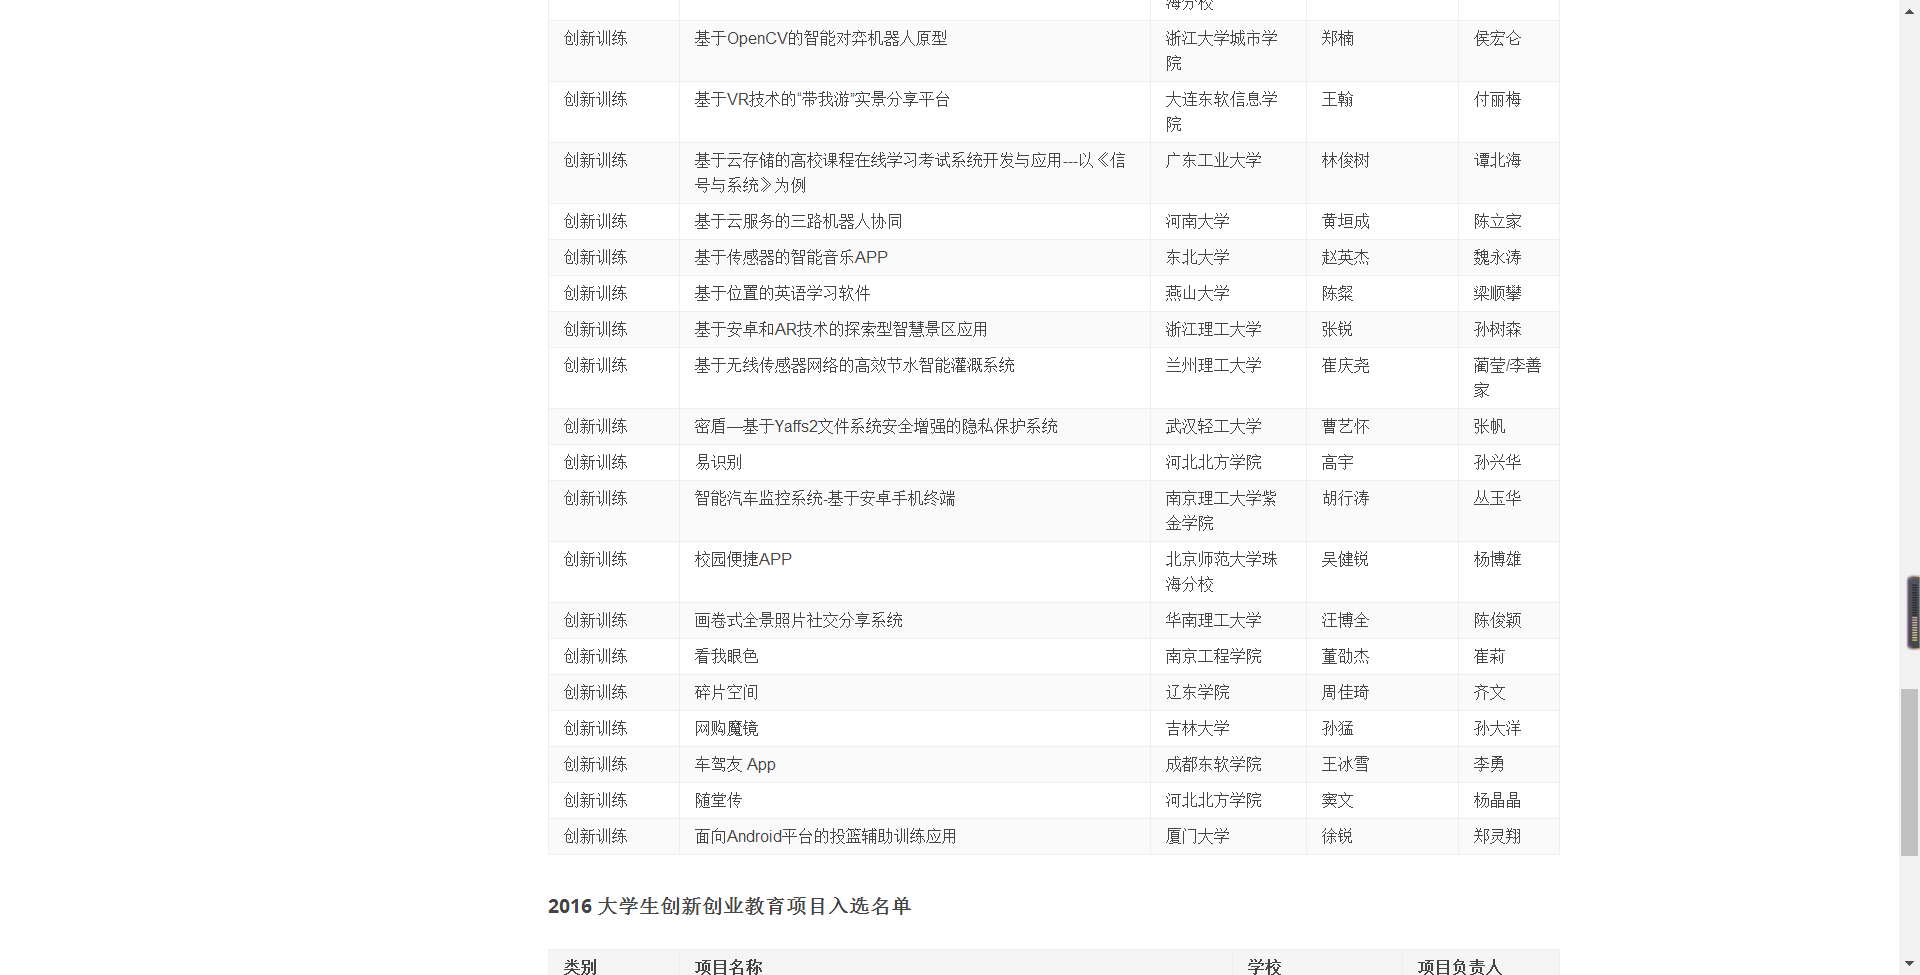 海分校
创新训练 基于OpenCV的智能对弈机器人原型 浙江大学城市学 郑楠 侯宏仑
院
创新训练 基于VR技术的“带我游”实景分享平台 大连东软信息学 王翰 付丽梅
院
创新训练 基于云存储的高校课程在线学习考试系统开发与应用---以《信 广东工业大学 林俊树 谭北海
号与系统》为例
创新训练 基于云服务的三路机器人协同 河南大学 黄垣成 陈立家
创新训练 基于传感器的智能音乐APP 东北大学 赵英杰 魏永涛
创新训练 基于位置的英语学习软件 燕山大学 陈粲 梁顺攀
创新训练 基于安卓和AR技术的探索型智慧景区应用 浙江理工大学 张锐 孙树森
创新训练 基于无线传感器网络的高效节水智能灌溉系统 兰州理工大学 崔庆尧 蔺莹/李善
家
创新训练 密盾—基于Yaffs2文件系统安全增强的隐私保护系统 武汉轻工大学 曹艺怀 张帆
创新训练 易识别 河北北方学院 高宇 孙兴华
创新训练 智能汽车监控系统-基于安卓手机终端 南京理工大学紫 胡行涛 丛玉华
金学院
创新训练 校园便捷APP 北京师范大学珠 吴健锐 杨博雄
海分校
创新训练 画卷式全景照片社交分享系统 华南理工大学 汪博全 陈俊颖
创新训练 看我眼色 南京工程学院 董劭杰 崔莉
创新训练 碎片空间 辽东学院 周佳琦 齐文
创新训练 网购魔镜 吉林大学 孙猛 孙大洋
创新训练 车驾友 App 成都东软学院 王冰雪 李勇
创新训练 随堂传 河北北方学院 窦文 杨晶晶
创新训练 面向Android平台的投篮辅助训练应用 厦门大学 徐锐 郑灵翔
2016 大学生创新创业教育项目入选名单
类别 项目名称 学校 项目负责人